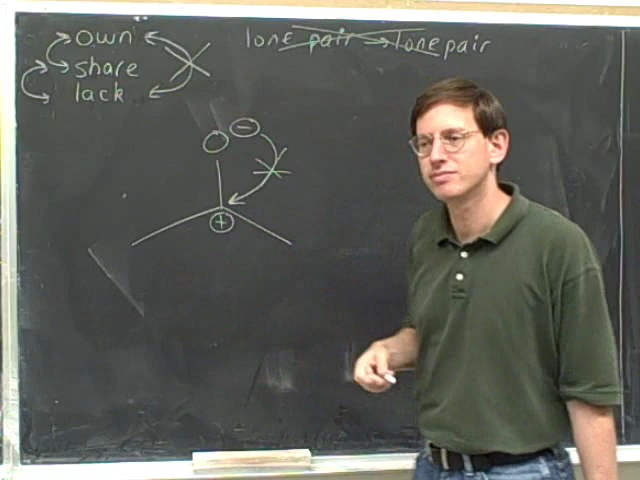 own
share
lack
lone pair → lone pair
O −
+